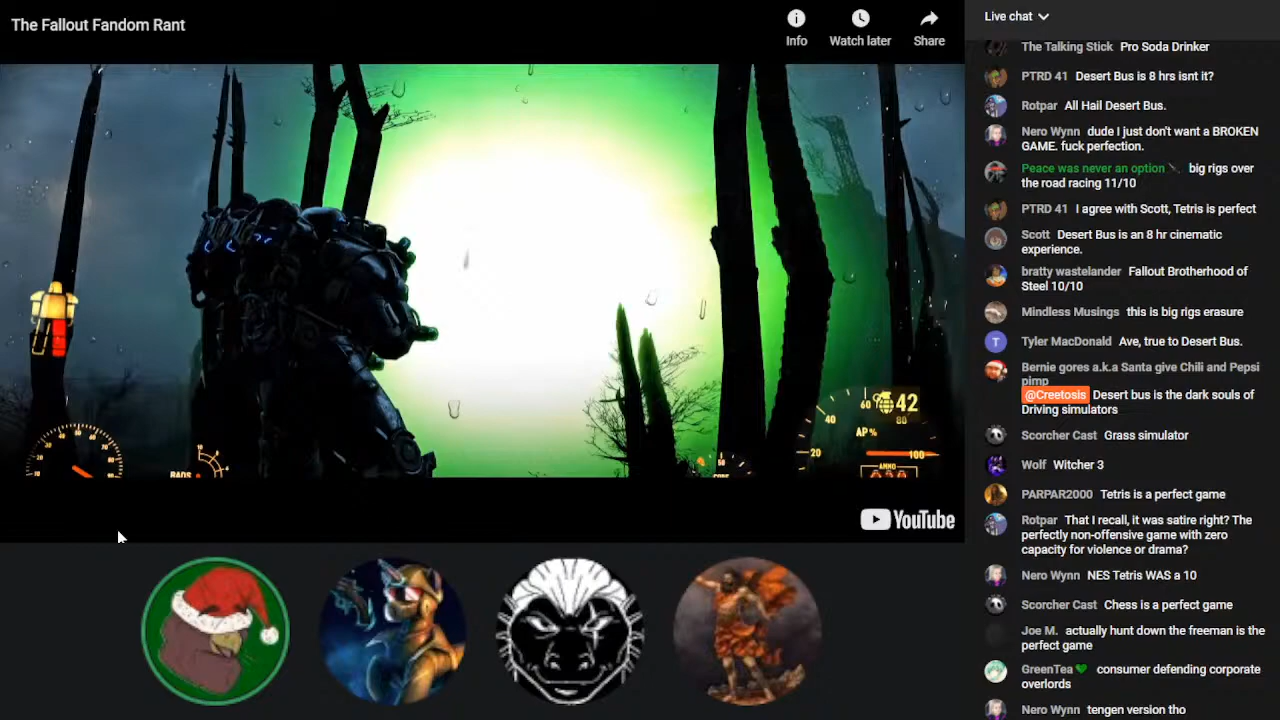 The Fallout Fandom Rant
Info
Watch later
Share
60
42
80
40
AP%
20
100
AMMO
RADS
YouTube
Live chat
The Talking Stick Pro Soda Drinker
PTRD 41 Desert Bus is 8 hrs isnt it?
Rotpar All Hail Desert Bus.
Nero Wynn dude I just don't want a BROKEN
GAME. fuck perfection.
Peace was never an option big rigs over
the road racing 11/10
PTRD 41 I agree with Scott, Tetris is perfect
Scott Desert Bus is an 8 hr cinematic
experience.
bratty wastelander Fallout Brotherhood of
Steel 10/10
Mindless Musings this is big rigs erasure
T
Tyler MacDonald Ave, true to Desert Bus.
Bernie gores a.k.a Santa give Chili and Pepsi
pimp
@Creetosis Desert bus is the dark souls of
Driving simulators
Scorcher Cast Grass simulator
Wolf Witcher 3
PARPAR2000 Tetris is a perfect game
Rotpar That I recall, it was satire right? The
perfectly non-offensive game with zero
capacity for violence or drama?
Nero Wynn NES Tetris WAS a 10
Scorcher Cast Chess is a perfect game
Joe M. actually hunt down the freeman is the
perfect game
GreenTea consumer defending corporate
overlords
Nero Wynn tengen version tho